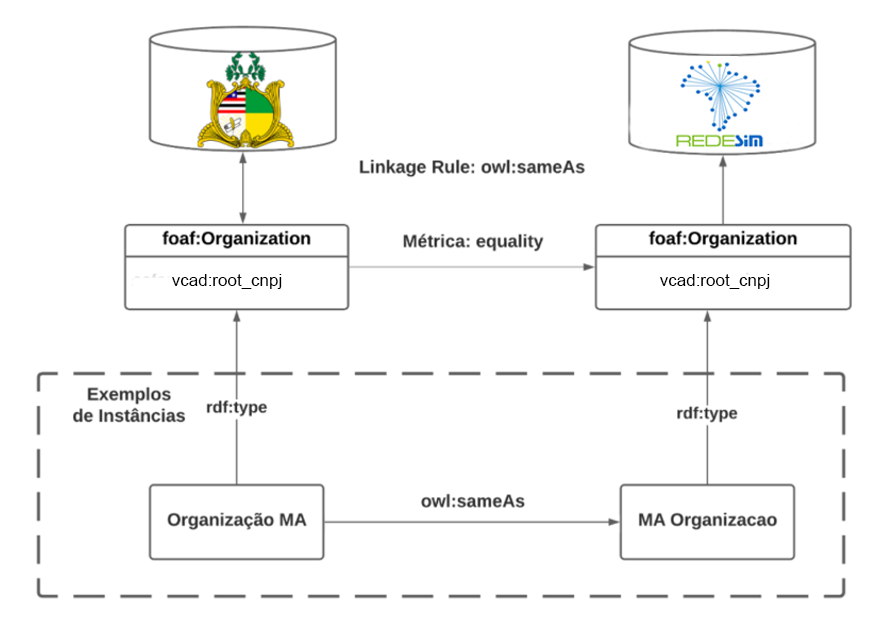 REDESIM
Linkage Rule: owl:sameAs
foaf:Organization
Métrica: equality
foaf:Organization
vcad:root_cnpj
vcad:root_cnpj
Exemplos
de Instâncias
rdf:type
rdf:type
Organização MA
owl:sameAs
MA Organizacao